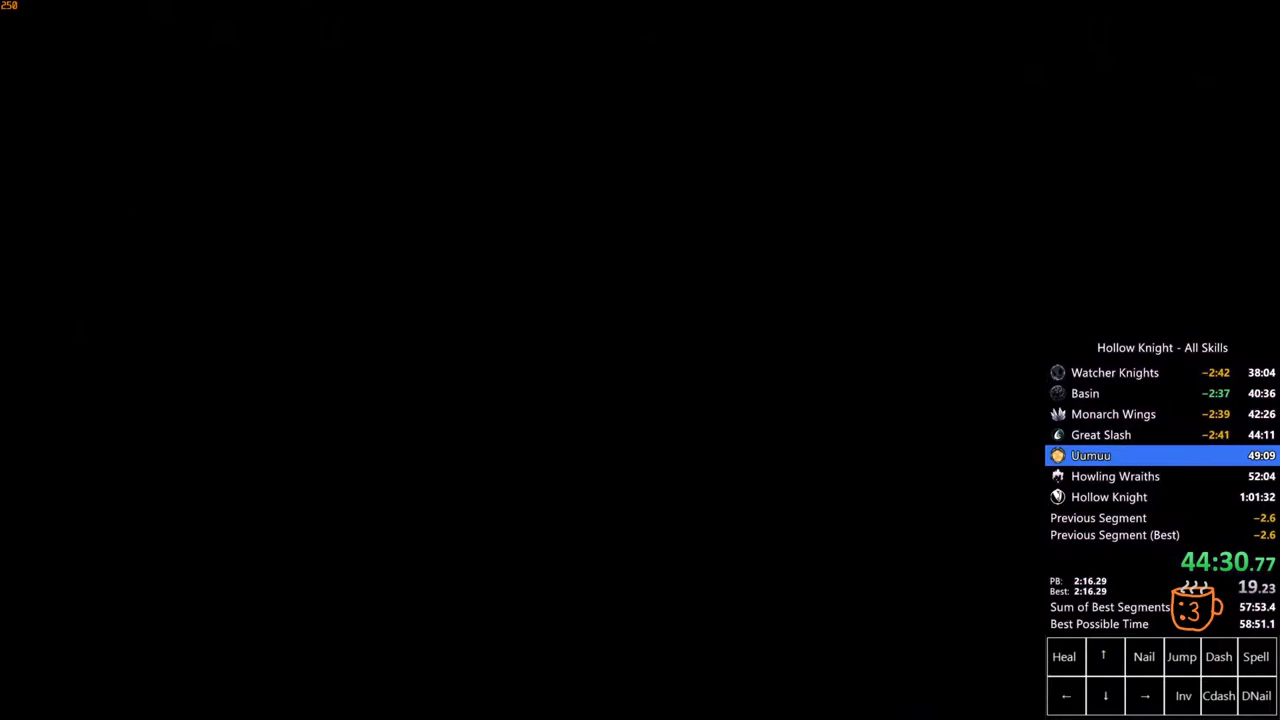 250
Hollow Knight - All Skills
Watcher Knights −2:42 38:04
Basin −2:37 40:36
Monarch Wings −2:39 42:26
Great Slash −2:41 44:11
Uumuu 49:09
Howling Wraiths 52:04
Hollow Knight 1:01:32
Previous Segment −2.6
Previous Segment (Best) −2.6
44:30.77
PB: 2:16.29 19.23
Best: 2:16.29
Sum of Best Segments 57:53.4
:3
Best Possible Time 58:51.1
Heal ↑ Nail Jump Dash Spell
← ↓ → Inv Cdash DNail